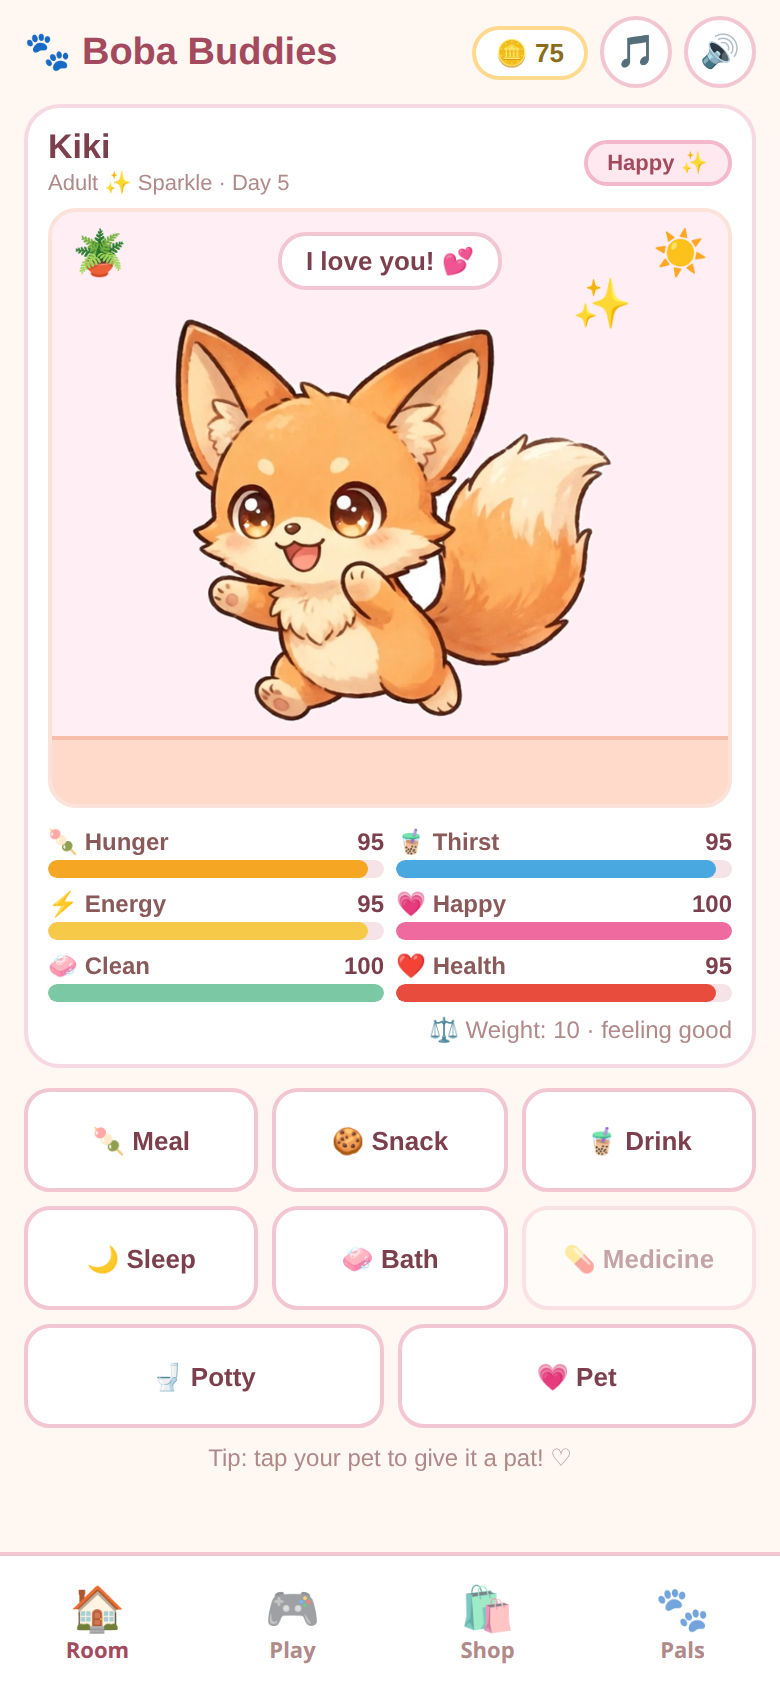 🐾 Boba Buddies
🪙 75
🎵
🔊
Kiki
Adult ✨ Sparkle · Day 5
Happy ✨
I love you! 💕
🍡 Hunger 95
🧋 Thirst 95
⚡ Energy 95
💗 Happy 100
🧼 Clean 100
❤️ Health 95
⚖️ Weight: 10 · feeling good
🍡 Meal
🍪 Snack
🧋 Drink
🌙 Sleep
🧼 Bath
💊 Medicine
🚽 Potty
💗 Pet
Tip: tap your pet to give it a pat! ♡
🏠 Room
🎮 Play
🛍️ Shop
🐾 Pals